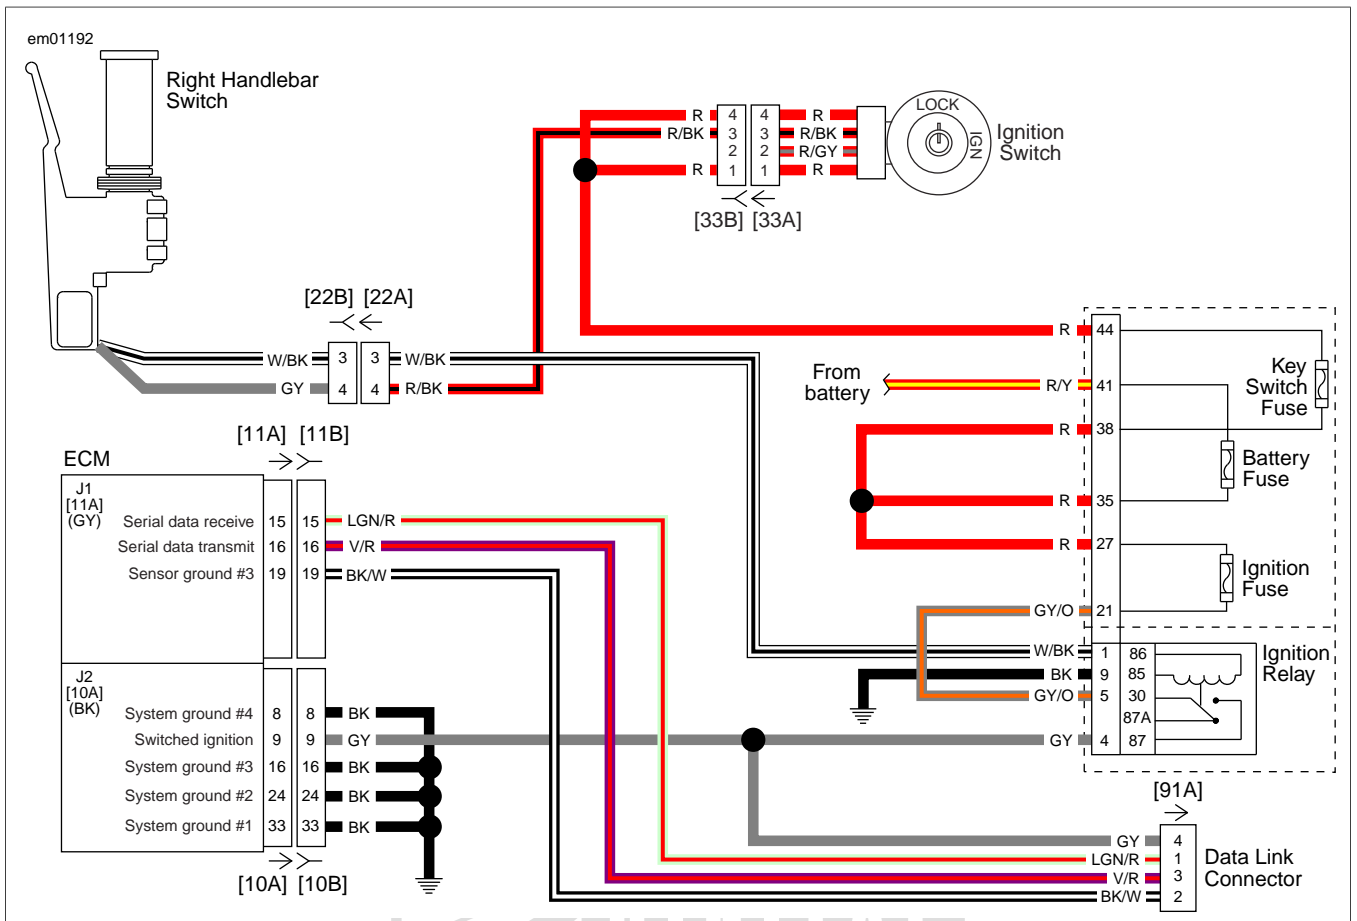 em01192
Right Handlebar
Switch
LOCK
IGN
Ignition
Switch
R 4 4 R
R/BK 3 3 R/BK
2 2 R/GY
R 1 1 R
[33B] [33A]
[22B] [22A]
W/BK 3 3 W/BK
GY 4 4 R/BK
From
battery
R 44
R/Y 41
R 38
R 35
R 27
GY/O 21
Key
Switch
Fuse
Battery
Fuse
Ignition
Fuse
W/BK 1 86
BK 9 85
GY/O 5 30
87A
GY 4 87
Ignition
Relay
[11A] [11B]
ECM
J1
[11A]
(GY)
Serial data receive 15 15 LGN/R
Serial data transmit 16 16 V/R
Sensor ground #3 19 19 BK/W
J2
[10A]
(BK)
System ground #4 8 8 BK
Switched ignition 9 9 GY
System ground #3 16 16 BK
System ground #2 24 24 BK
System ground #1 33 33 BK
[10A] [10B]
[91A]
GY 4
LGN/R 1
V/R 3
BK/W 2
Data Link
Connector